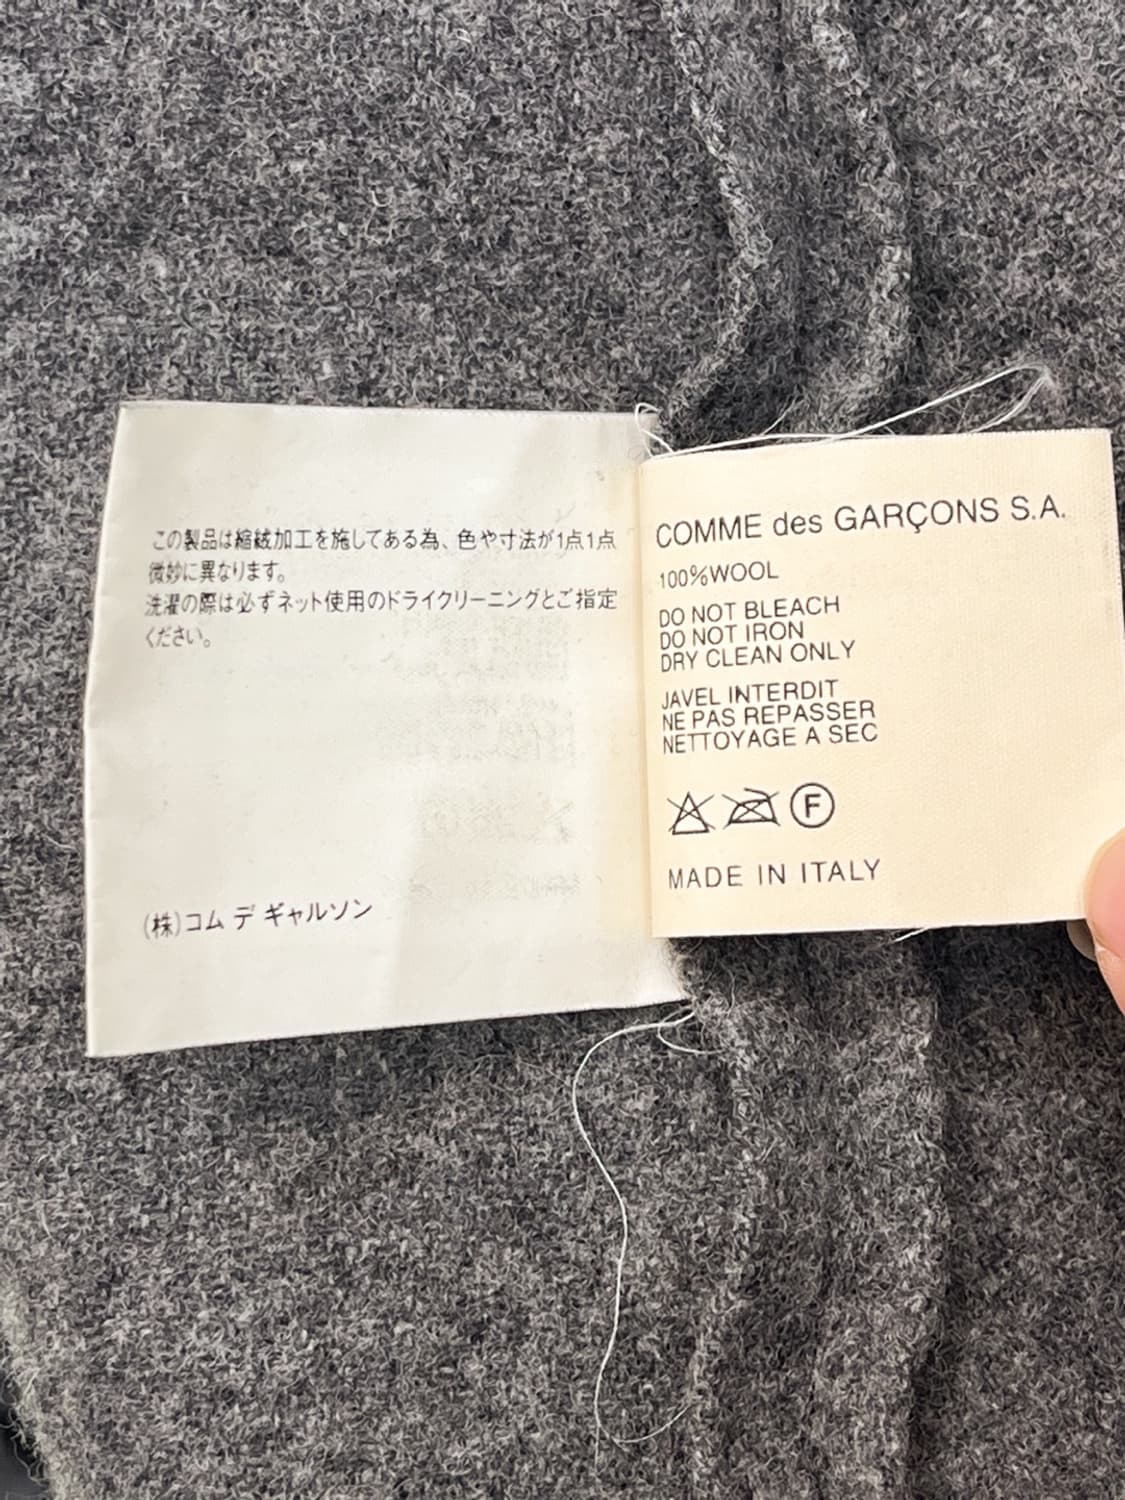 この製品は縮絨加工を施してある為、色や寸法が1点1点
微妙に異なります。
洗濯の際は必ずネット使用のドライクリーニングとご指定
ください。
(株)コム デ ギャルソン
COMME des GARÇONS S.A.
100%WOOL
DO NOT BLEACH
DO NOT IRON
DRY CLEAN ONLY
JAVEL INTERDIT
NE PAS REPASSER
NETTOYAGE A SEC
F
MADE IN ITALY